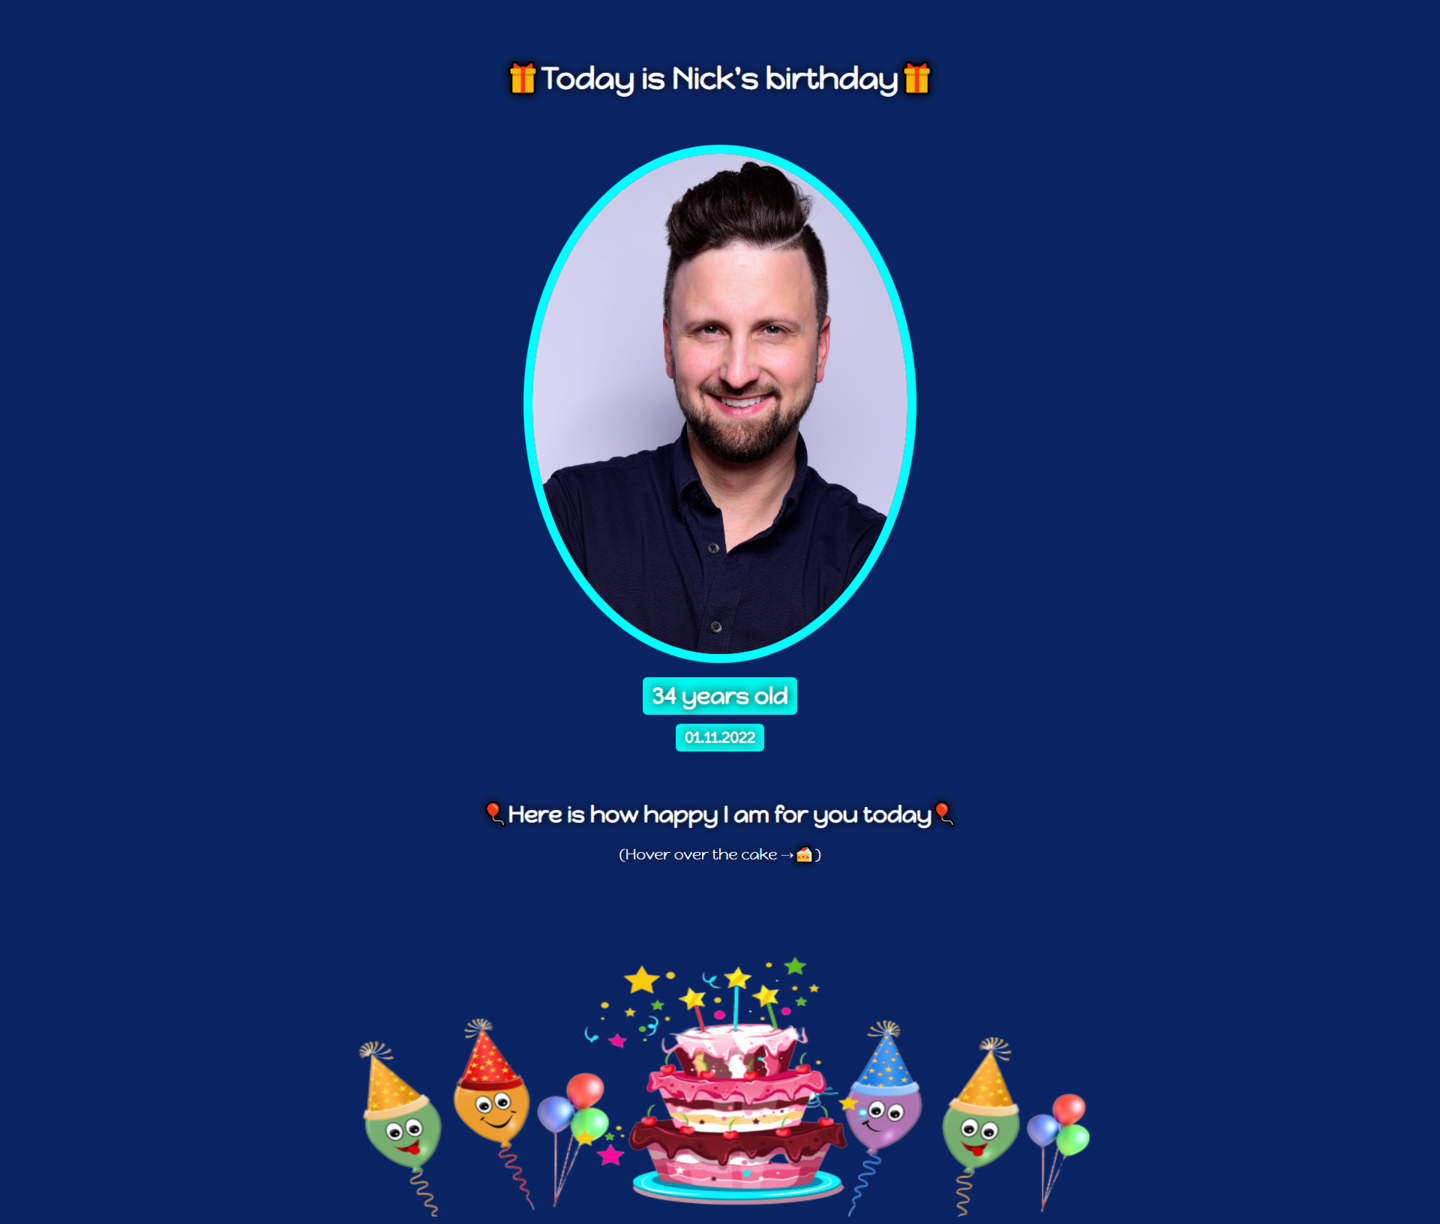 🎁Today is Nick's birthday🎁
34 years old
01.11.2022
🎈Here is how happy I am for you today🎈
(Hover over the cake ⇢🍰)